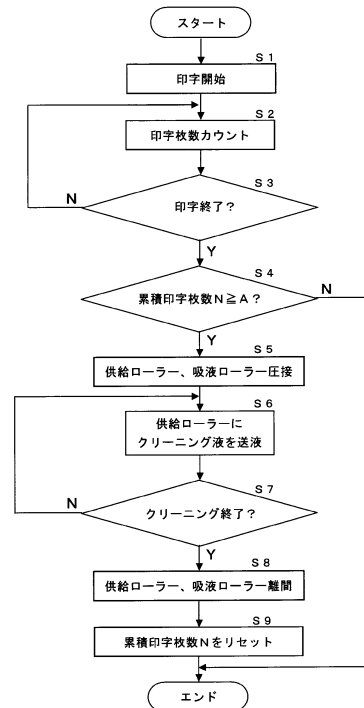 スタート
S1
印字開始
S2
印字枚数カウント
S3
印字終了？
N
Y
S4
累積印字枚数N≧A？
N
Y
S5
供給ローラー、吸液ローラー圧接
S6
供給ローラーに
クリーニング液を送液
S7
クリーニング終了？
N
Y
S8
供給ローラー、吸液ローラー離間
S9
累積印字枚数Nをリセット
エンド